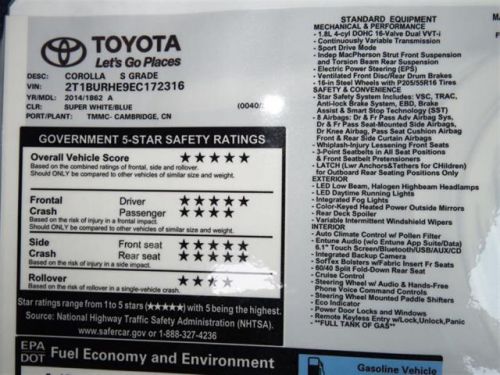 TOYOTA
Let's Go Places
DESC: COROLLA S GRADE
VIN: 2T1BURHE9EC172316
YR/MDL: 2014/1862 A
CLR: SUPER WHITE/BLUE (0040/
PORT/PLANT: TMMC- CAMBRIDGE, CN
GOVERNMENT 5-STAR SAFETY RATINGS
Overall Vehicle Score ★★★★★
Based on the combined ratings of frontal, side and rollover.
Should ONLY be compared to other vehicles of similar size and weight.
Frontal Driver ★★★★★
Crash Passenger ★★★★
Based on the risk of injury in a frontal impact.
Should ONLY be compared to other vehicles of similar size and weight.
Side Front seat ★★★★★
Crash Rear seat ★★★★★
Based on the risk of injury in a side impact.
Rollover ★★★★
Based on the risk of rollover in a single-vehicle crash.
Star ratings range from 1 to 5 stars (★★★★★) with 5 being the highest.
Source: National Highway Traffic Safety Administration (NHTSA).
www.safercar.gov or 1-888-327-4236
EPA
DOT Fuel Economy and Environment
Gasoline Vehicle
STANDARD EQUIPMENT
MECHANICAL & PERFORMANCE
- 1.8L 4-cyl DOHC 16-Valve Dual VVT-i
- Continuously Variable Transmission
- Sport Drive Mode
- Indep MacPherson Strut Front Suspension
and Torsion Beam Rear Suspension
- Electric Power Steering (EPS)
- Ventilated Front Disc/Rear Drum Brakes
- 16-in Steel Wheels with P205/55R16 Tires
SAFETY & CONVENIENCE
- Star Safety System Includes: VSC, TRAC,
Anti-lock Brake System, EBD, Brake
Assist & Smart Stop Technology (SST)
- 8 Airbags: Dr & Fr Pass Adv Airbag Sys,
Dr & Fr Pass Seat-Mounted Side Airbags,
Dr Knee Airbag, Pass Seat Cushion Airbag
Front & Rear Side Curtain Airbags
- Whiplash-Injury Lessening Front Seats
- 3-Point Seatbelts in All Seat Positions
& Front Seatbelt Pretensioners
- LATCH (Lwr Anchors&Tethers for CHildren)
for Outboard Rear Seating Positions Only
EXTERIOR
- LED Low Beam, Halogen Highbeam Headlamps
- LED Daytime Running Lights
- Integrated Fog Lights
- Color-Keyed Heated Power Outside Mirrors
- Rear Deck Spoiler
- Variable Intermittent Windshield Wipers
INTERIOR
- Auto Climate Control w/ Pollen Filter
- Entune Audio (w/o Entune App Suite/Data)
6.1" Touch Screen/Bluetooth/USB/AUX/CD
- Integrated Backup Camera
- SofTex Bolsters w/Fabric Insert Fr Seats
- 60/40 Split Fold-Down Rear Seat
- Cruise Control
- Steering Wheel w/ Audio & Hands-Free
Phone Voice Command Controls
- Steering Wheel Mounted Paddle Shifters
- Eco Indicator
- Power Door Locks and Windows
- Remote Keyless Entry w/Lock,Unlock,Panic
- **FULL TANK OF GAS**